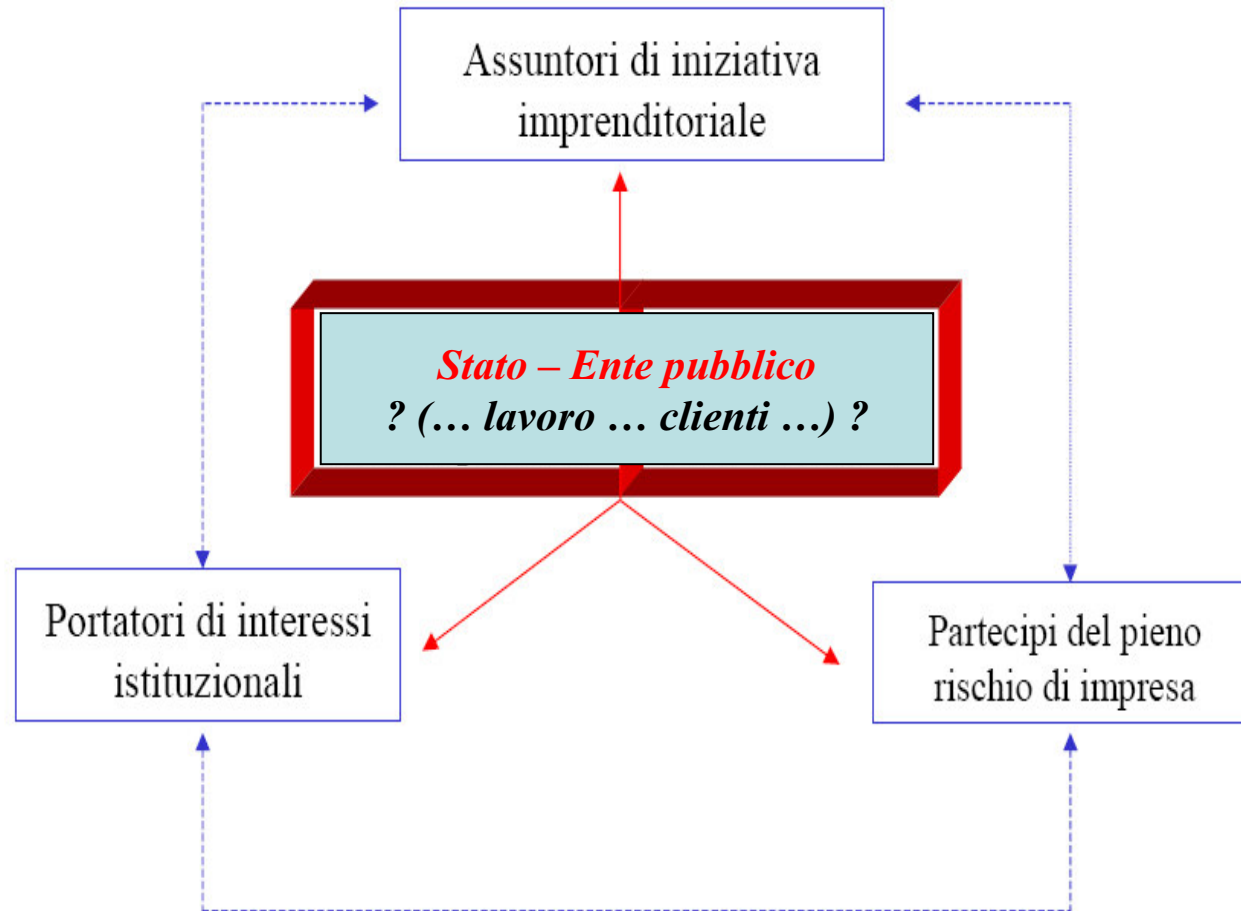 Assuntori di iniziativa
imprenditoriale
Stato – Ente pubblico
? (… lavoro … clienti …) ?
Portatori di interessi
istituzionali
Partecipi del pieno
rischio di impresa